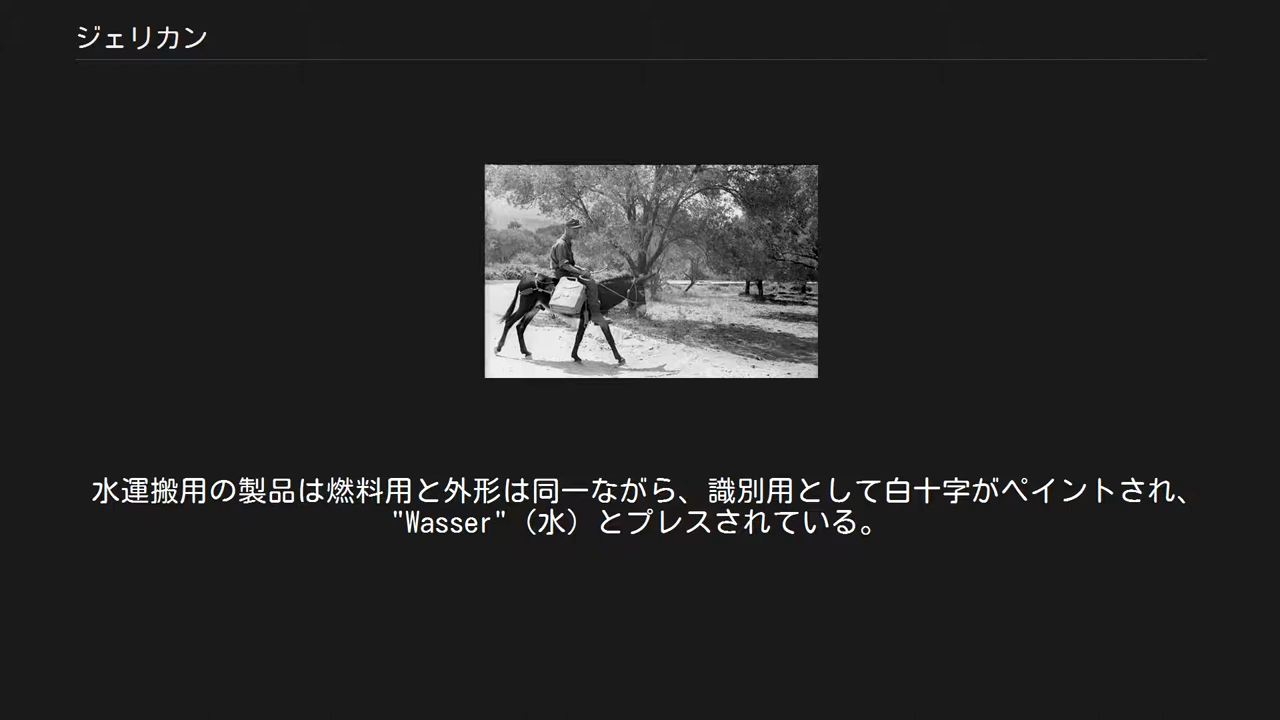 ジェリカン
水運搬用の製品は燃料用と外形は同一ながら、識別用として白十字がペイントされ、
"Wasser"（水）とプレスされている。